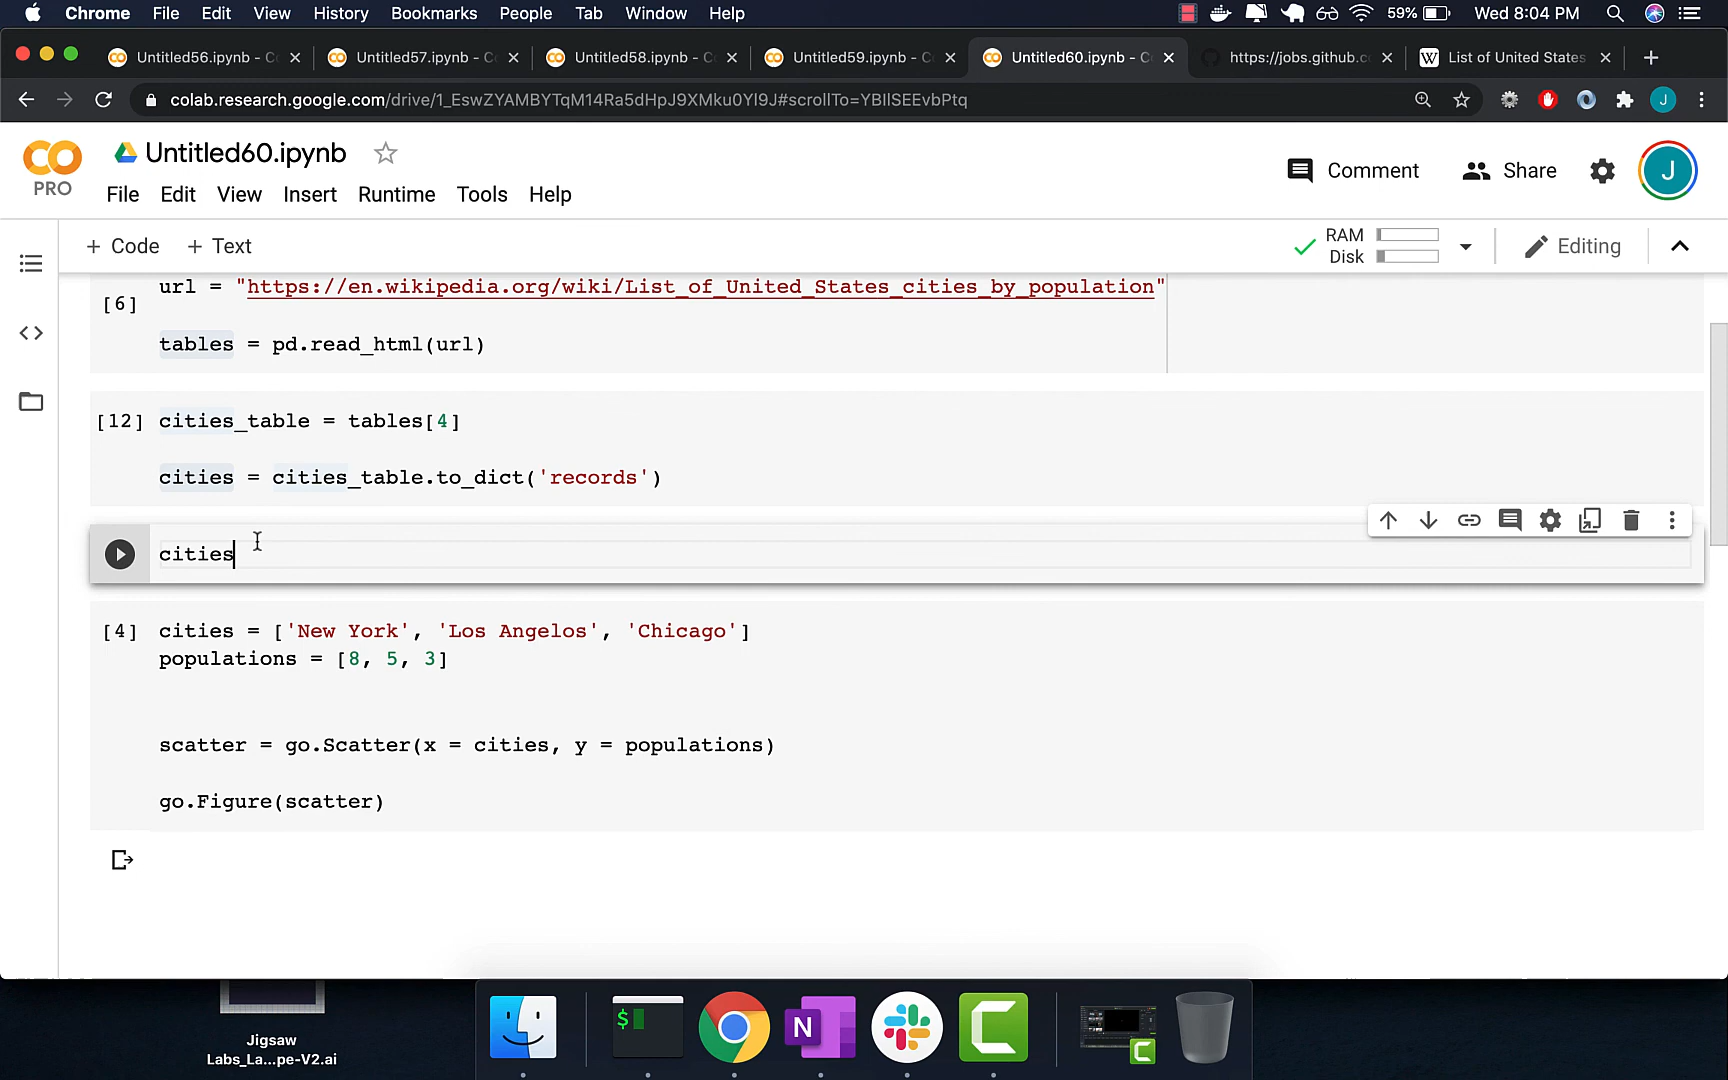 Chrome File Edit View History Bookmarks People Tab Window Help 59% Wed 8:04 PM
Untitled56.ipynb - C Untitled57.ipynb - C Untitled58.ipynb - C Untitled59.ipynb - C Untitled60.ipynb - C https://jobs.github.c W List of United States
colab.research.google.com/drive/1_EswZYAMBYTqM14Ra5dHpJ9XMku0Yl9J#scrollTo=YBIlSEEvbPtq J
Untitled60.ipynb
PRO
File Edit View Insert Runtime Tools Help
Comment Share J
+ Code + Text
RAM
Disk
Editing
[6] url = "https://en.wikipedia.org/wiki/List_of_United_States_cities_by_population"
tables = pd.read_html(url)
[12] cities_table = tables[4]
cities = cities_table.to_dict('records')
cities
[4] cities = ['New York', 'Los Angelos', 'Chicago']
populations = [8, 5, 3]
scatter = go.Scatter(x = cities, y = populations)
go.Figure(scatter)
$
N
Jigsaw
Labs_La...pe-V2.ai